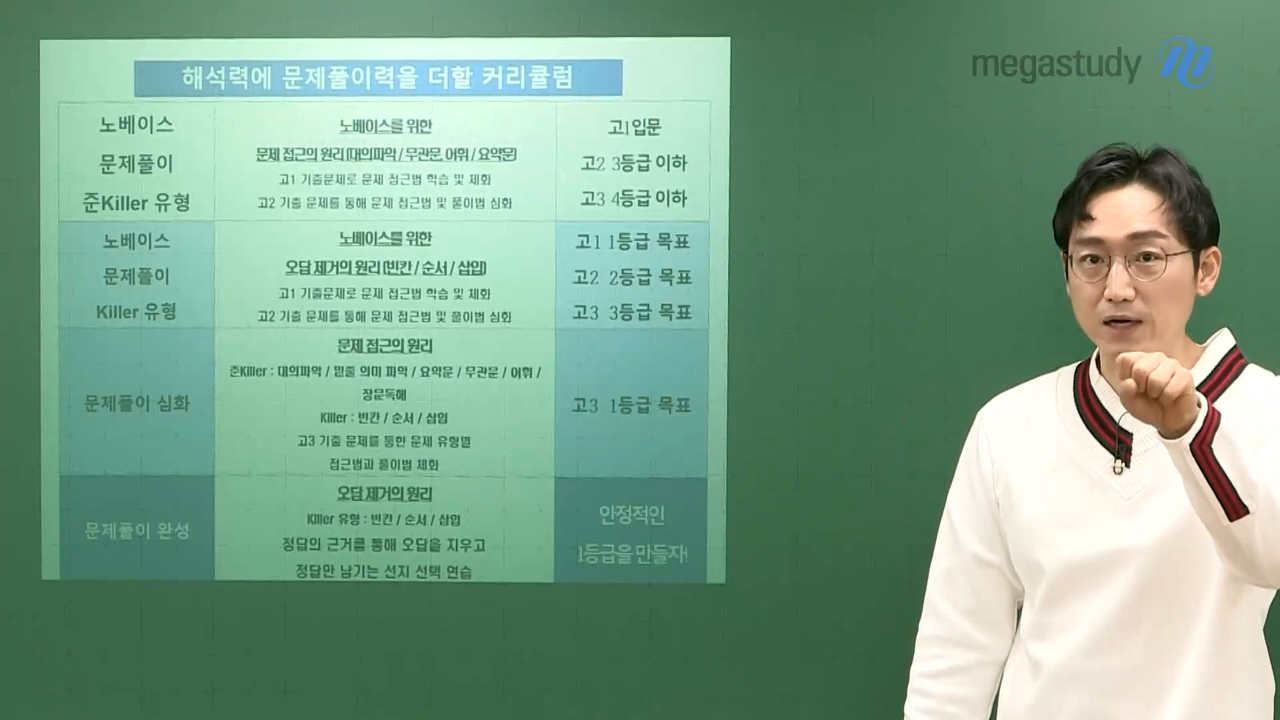 megastudy
해석력에 문제풀이력을 더할 커리큘럼
노베이스
문제풀이
준Killer 유형
노베이스를 위한
문제 접근의 원리(대의파악 / 무관문, 어휘 / 요약문)
고1 기출문제로 문제 접근법 학습 및 체화
고2 기출 문제를 통해 문제 접근법 및 풀이법 심화
고1 입문
고2 3등급 이하
고3 4등급 이하
노베이스
문제풀이
Killer 유형
노베이스를 위한
오답 제거의 원리(빈칸 / 순서 / 삽입)
고1 기출문제로 문제 접근법 학습 및 체화
고2 기출 문제를 통해 문제 접근법 및 풀이법 심화
고1 1등급 목표
고2 2등급 목표
고3 3등급 목표
문제풀이 심화
문제 접근의 원리
준Killer : 대의파악 / 밑줄 의미 파악 / 요약문 / 무관문 / 어휘 /
장문독해
Killer : 빈칸 / 순서 / 삽입
고3 기출 문제를 통한 문제 유형별
접근법과 풀이법 체화
고3 1등급 목표
문제풀이 완성
오답 제거의 원리
Killer 유형 : 빈칸 / 순서 / 삽입
정답의 근거를 통해 오답을 지우고
정답만 남기는 선지 선택 연습
안정적인
1등급을 만들자!